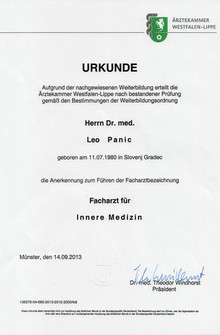 ÄRZTEKAMMER
WESTFALEN-LIPPE
URKUNDE
Aufgrund der nachgewiesenen Weiterbildung erteilt die
Ärztekammer Westfalen-Lippe nach bestandener Prüfung
gemäß den Bestimmungen der Weiterbildungsordnung
Herrn Dr. med.
Leo Panic
geboren am 11.07.1980 in Slovenj Gradec
die Anerkennung zum Führen der Facharztbezeichnung
Facharzt für
Innere Medizin
Münster, den 14.09.2013
Dr. med. Theodor Windhorst
Präsident